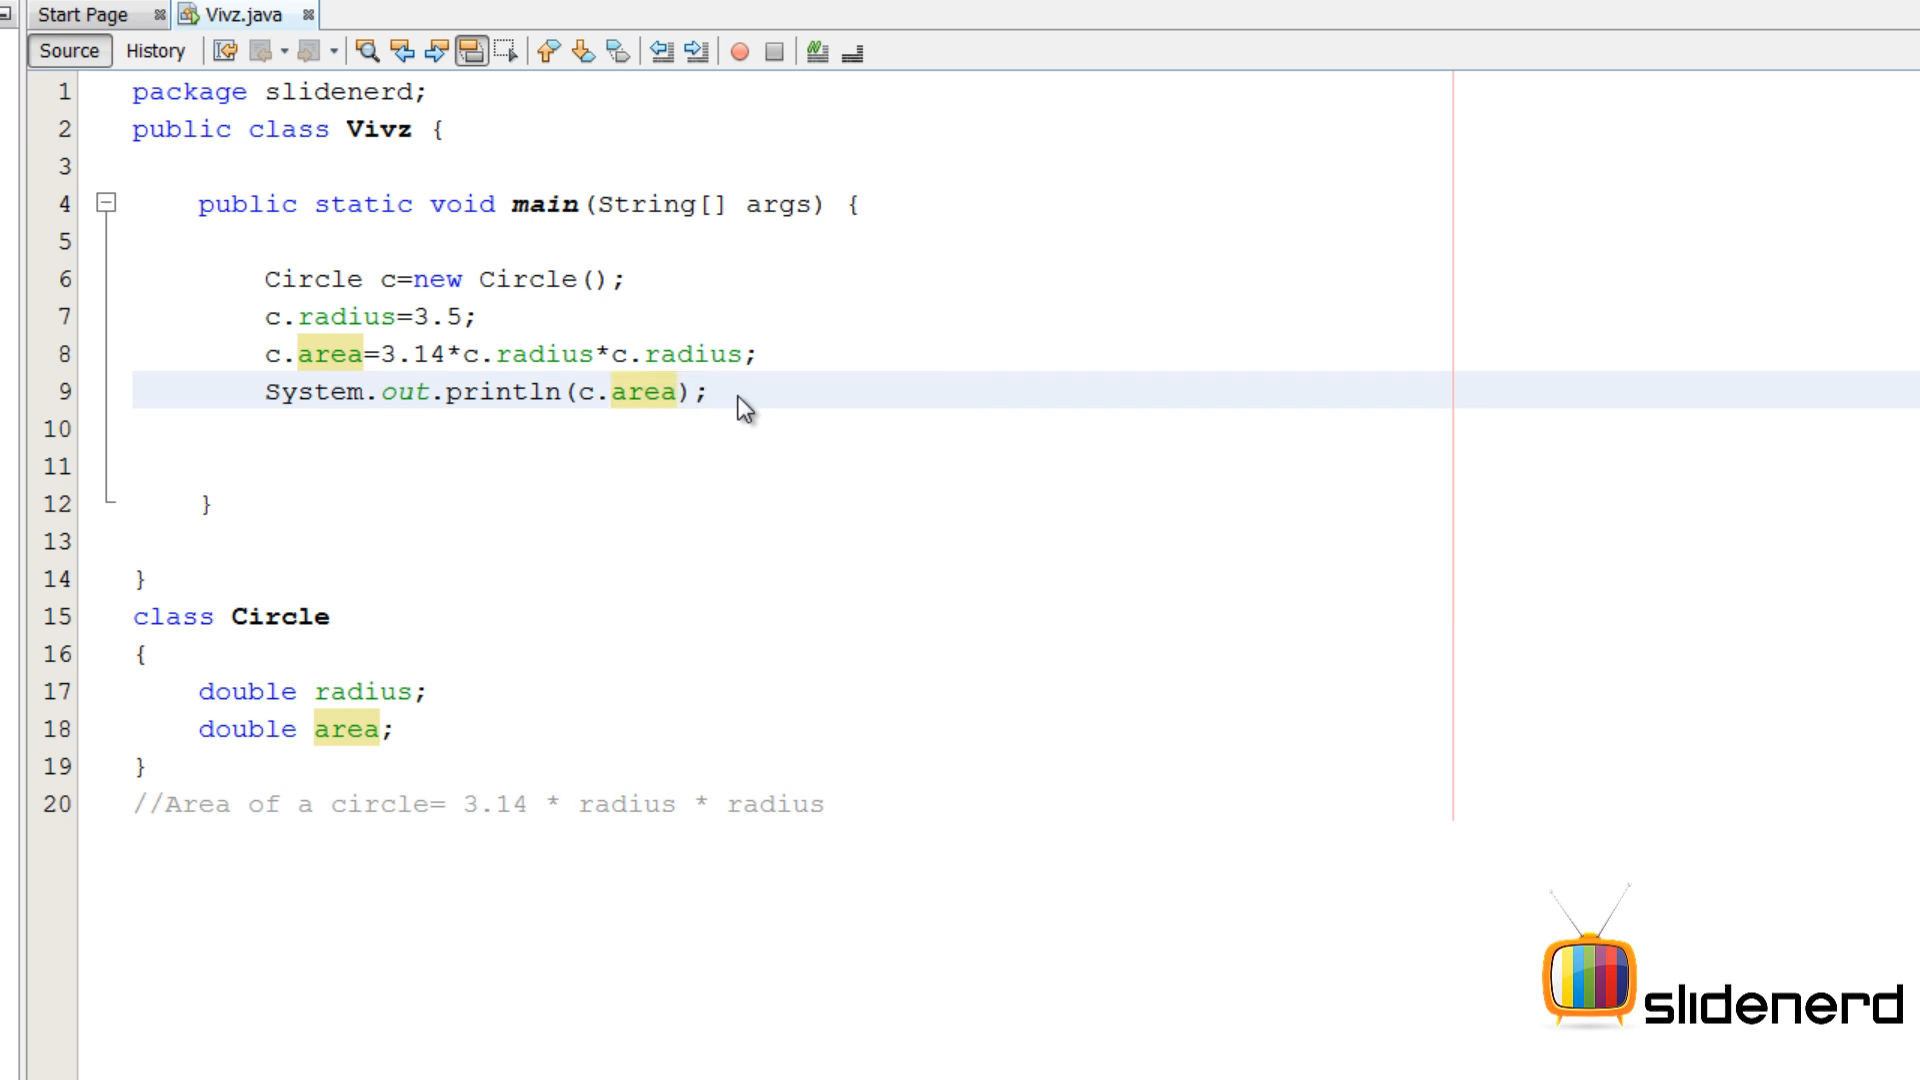 Start Page
Vivz.java
Source
History
1 package slidenerd;
2 public class Vivz {
3
4 public static void main(String[] args) {
5
6 Circle c=new Circle();
7 c.radius=3.5;
8 c.area=3.14*c.radius*c.radius;
9 System.out.println(c.area);
10
11
12 }
13
14 }
15 class Circle
16 {
17 double radius;
18 double area;
19 }
20 //Area of a circle= 3.14 * radius * radius
slidenerd